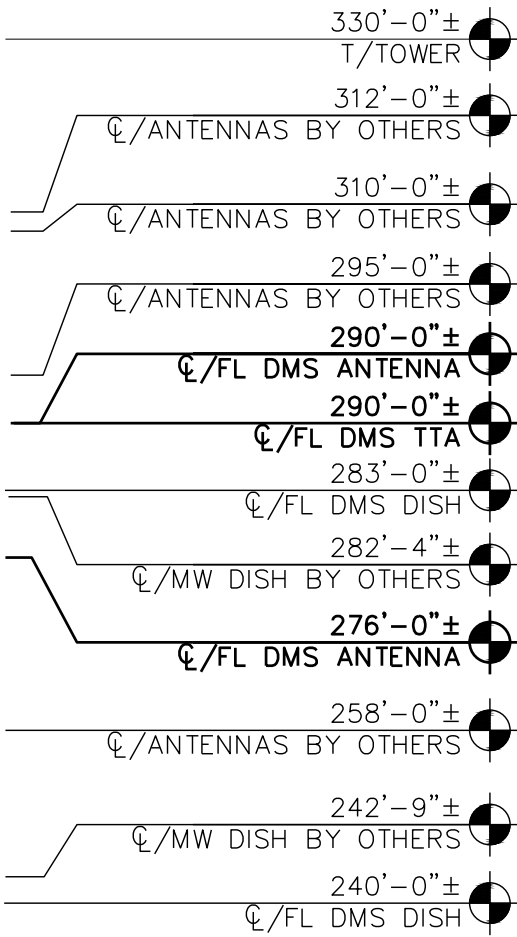 330'-0"±
T/TOWER
312'-0"±
℄/ANTENNAS BY OTHERS
310'-0"±
℄/ANTENNAS BY OTHERS
295'-0"±
℄/ANTENNAS BY OTHERS
290'-0"±
℄/FL DMS ANTENNA
290'-0"±
℄/FL DMS TTA
283'-0"±
℄/FL DMS DISH
282'-4"±
℄/MW DISH BY OTHERS
276'-0"±
℄/FL DMS ANTENNA
258'-0"±
℄/ANTENNAS BY OTHERS
242'-9"±
℄/MW DISH BY OTHERS
240'-0"±
℄/FL DMS DISH